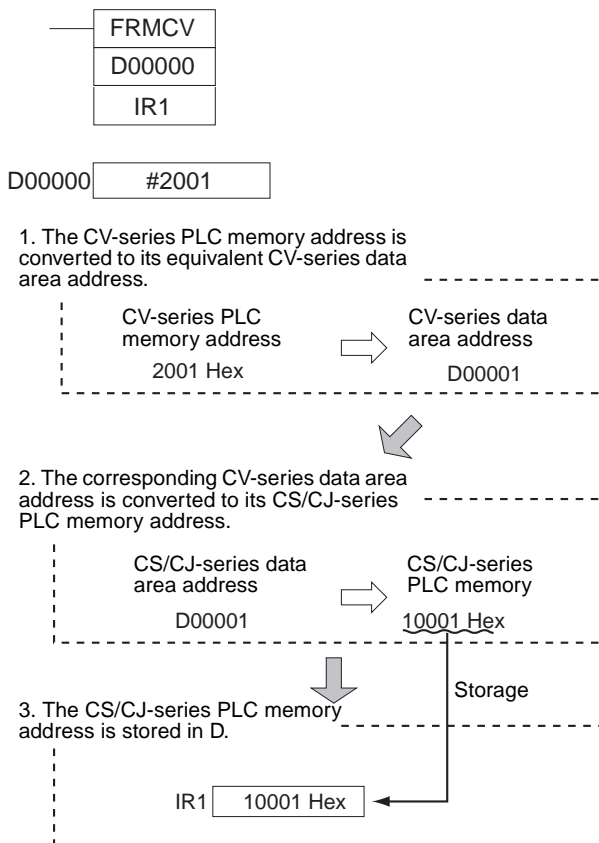 FRMCV
D00000
IR1
D00000 #2001
1. The CV-series PLC memory address is
converted to its equivalent CV-series data
area address.
CV-series PLC
memory address
2001 Hex
CV-series data
area address
D00001
2. The corresponding CV-series data area
address is converted to its CS/CJ-series
PLC memory address.
CS/CJ-series data
area address
D00001
CS/CJ-series
PLC memory
10001 Hex
Storage
3. The CS/CJ-series PLC memory
address is stored in D.
IR1 10001 Hex